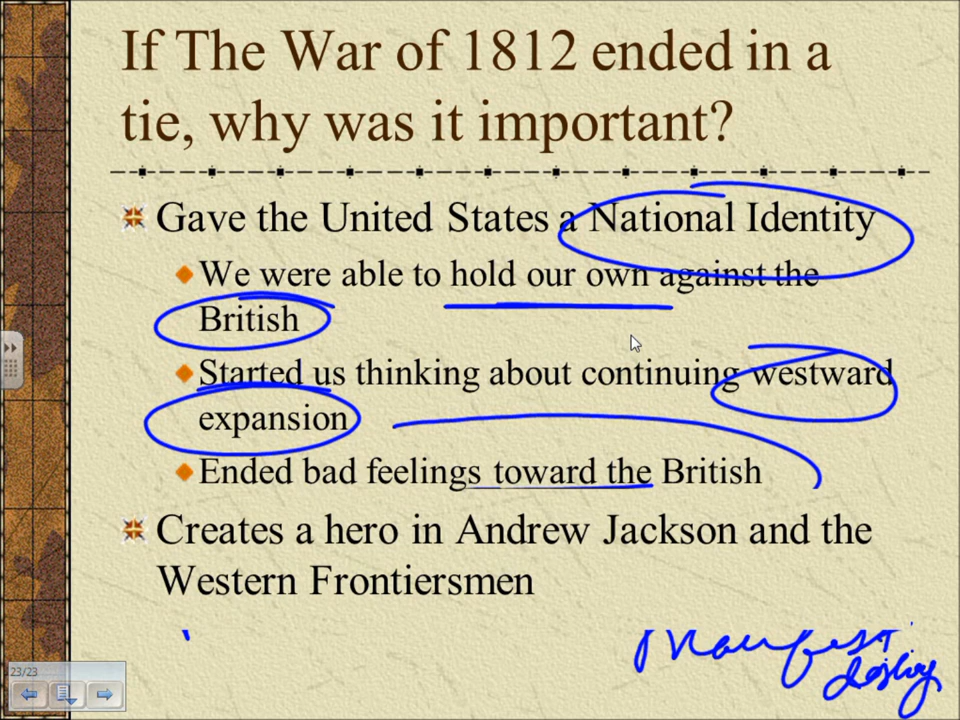 If The War of 1812 ended in a
tie, why was it important?
Gave the United States a National Identity
We were able to hold our own against the
British
Started us thinking about continuing westward
expansion
Ended bad feelings toward the British
Creates a hero in Andrew Jackson and the
Western Frontiersmen
Manifest
destiny
23/23